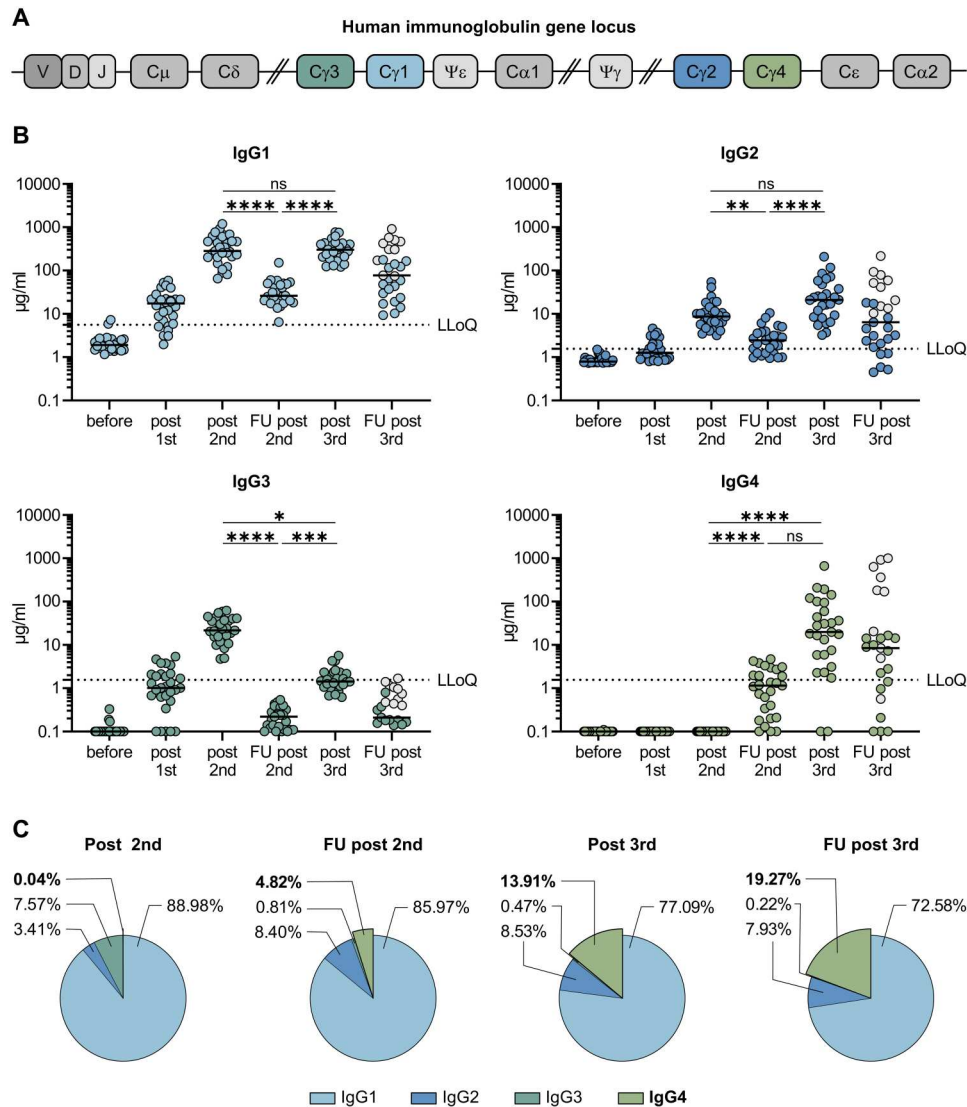 A
Human immunoglobulin gene locus
V D J Cμ Cδ Cγ3 Cγ1 Ψε Cα1 Ψγ Cγ2 Cγ4 Cε Cα2
B
IgG1
10000
1000
100
10
1
0.1
µg/ml
ns
**** ****
LLoQ
before post 1st post 2nd FU post 2nd post 3rd FU post 3rd
IgG2
10000
1000
100
10
1
0.1
µg/ml
ns
** ****
LLoQ
before post 1st post 2nd FU post 2nd post 3rd FU post 3rd
IgG3
10000
1000
100
10
1
0.1
µg/ml
*
**** ***
LLoQ
before post 1st post 2nd FU post 2nd post 3rd FU post 3rd
IgG4
10000
1000
100
10
1
0.1
µg/ml
****
**** ns
LLoQ
before post 1st post 2nd FU post 2nd post 3rd FU post 3rd
C
Post 2nd
0.04%
7.57%
3.41%
88.98%
FU post 2nd
4.82%
0.81%
8.40%
85.97%
Post 3rd
13.91%
0.47%
8.53%
77.09%
FU post 3rd
19.27%
0.22%
7.93%
72.58%
IgG1 IgG2 IgG3 IgG4